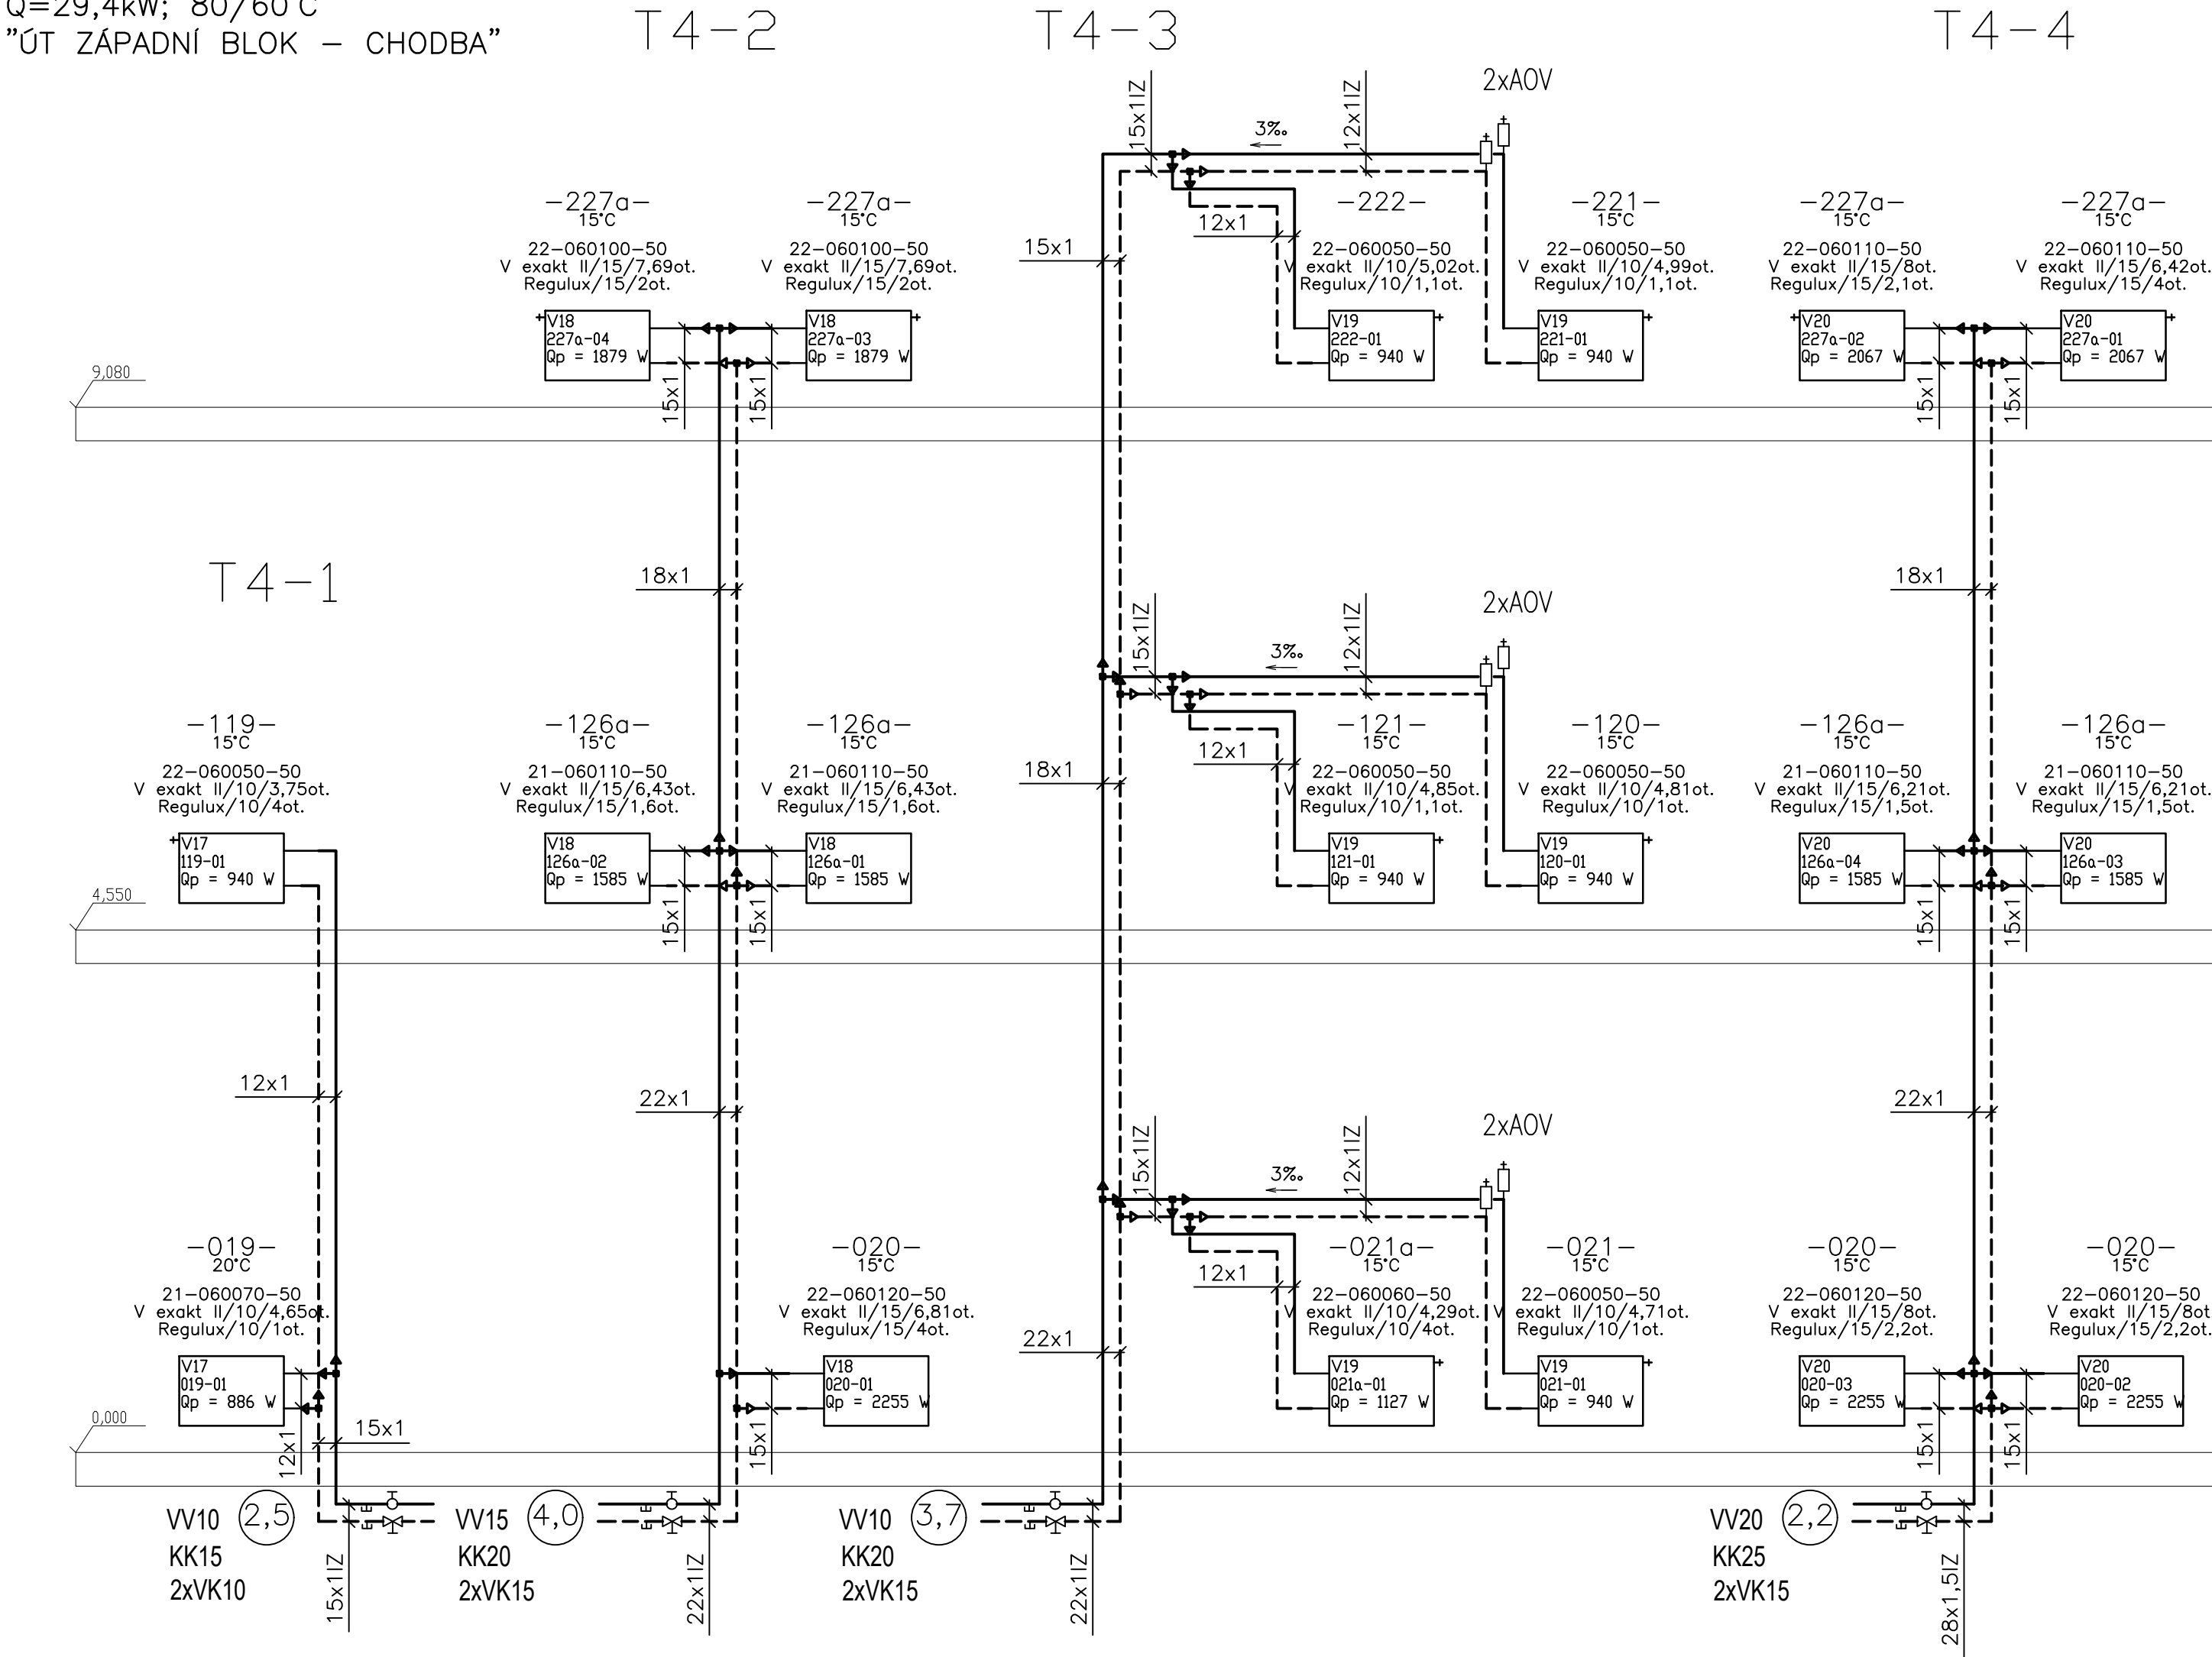 Q=29,4kW; 80/60°C
"ÚT ZÁPADNÍ BLOK – CHODBA"
T4-2
T4-3
T4-4
2xAOV
15x1IZ
3‰
12x1IZ
-227a-
15°C
22-060100-50
V exakt II/15/7,69ot.
Regulux/15/2ot.
V18
227a-04
Qp = 1879 W
-227a-
15°C
22-060100-50
V exakt II/15/7,69ot.
Regulux/15/2ot.
V18
227a-03
Qp = 1879 W
15x1
15x1
15x1
12x1
-222-
22-060050-50
V exakt II/10/5,02ot.
Regulux/10/1,1ot.
V19
222-01
Qp = 940 W
-221-
15°C
22-060050-50
V exakt II/10/4,99ot.
Regulux/10/1,1ot.
V19
221-01
Qp = 940 W
-227a-
15°C
22-060110-50
V exakt II/15/8ot.
Regulux/15/2,1ot.
V20
227a-02
Qp = 2067 W
-227a-
15°C
22-060110-50
V exakt II/15/6,42ot.
Regulux/15/4ot.
V20
227a-01
Qp = 2067 W
15x1
15x1
9,080
T4-1
18x1
18x1
2xAOV
15x1IZ
3‰
12x1IZ
-119-
15°C
22-060050-50
V exakt II/10/3,75ot.
Regulux/10/4ot.
V17
119-01
Qp = 940 W
-126a-
15°C
21-060110-50
V exakt II/15/6,43ot.
Regulux/15/1,6ot.
V18
126a-02
Qp = 1585 W
-126a-
15°C
21-060110-50
V exakt II/15/6,43ot.
Regulux/15/1,6ot.
V18
126a-01
Qp = 1585 W
15x1
15x1
18x1
12x1
-121-
15°C
22-060050-50
V exakt II/10/4,85ot.
Regulux/10/1,1ot.
V19
121-01
Qp = 940 W
-120-
15°C
22-060050-50
V exakt II/10/4,81ot.
Regulux/10/1ot.
V19
120-01
Qp = 940 W
-126a-
15°C
21-060110-50
V exakt II/15/6,21ot.
Regulux/15/1,5ot.
V20
126a-04
Qp = 1585 W
-126a-
15°C
21-060110-50
V exakt II/15/6,21ot.
Regulux/15/1,5ot.
V20
126a-03
Qp = 1585 W
15x1
15x1
4,550
12x1
22x1
22x1
2xAOV
15x1IZ
3‰
12x1IZ
-019-
20°C
21-060070-50
V exakt II/10/4,65ot.
Regulux/10/1ot.
V17
019-01
Qp = 886 W
12x1
15x1
-020-
15°C
22-060120-50
V exakt II/15/6,81ot.
Regulux/15/4ot.
V18
020-01
Qp = 2255 W
15x1
22x1
12x1
-021a-
15°C
22-060060-50
V exakt II/10/4,29ot.
Regulux/10/4ot.
V19
021a-01
Qp = 1127 W
-021-
15°C
22-060050-50
V exakt II/10/4,71ot.
Regulux/10/1ot.
V19
021-01
Qp = 940 W
-020-
15°C
22-060120-50
V exakt II/15/8ot.
Regulux/15/2,2ot.
V20
020-03
Qp = 2255 W
-020-
15°C
22-060120-50
V exakt II/15/8ot
Regulux/15/2,2ot.
V20
020-02
Qp = 2255 W
15x1
15x1
0,000
VV10
KK15
2xVK10
2,5
15x1IZ
VV15
KK20
2xVK15
4,0
22x1IZ
VV10
KK20
2xVK15
3,7
22x1IZ
VV20
KK25
2xVK15
2,2
28x1,5IZ